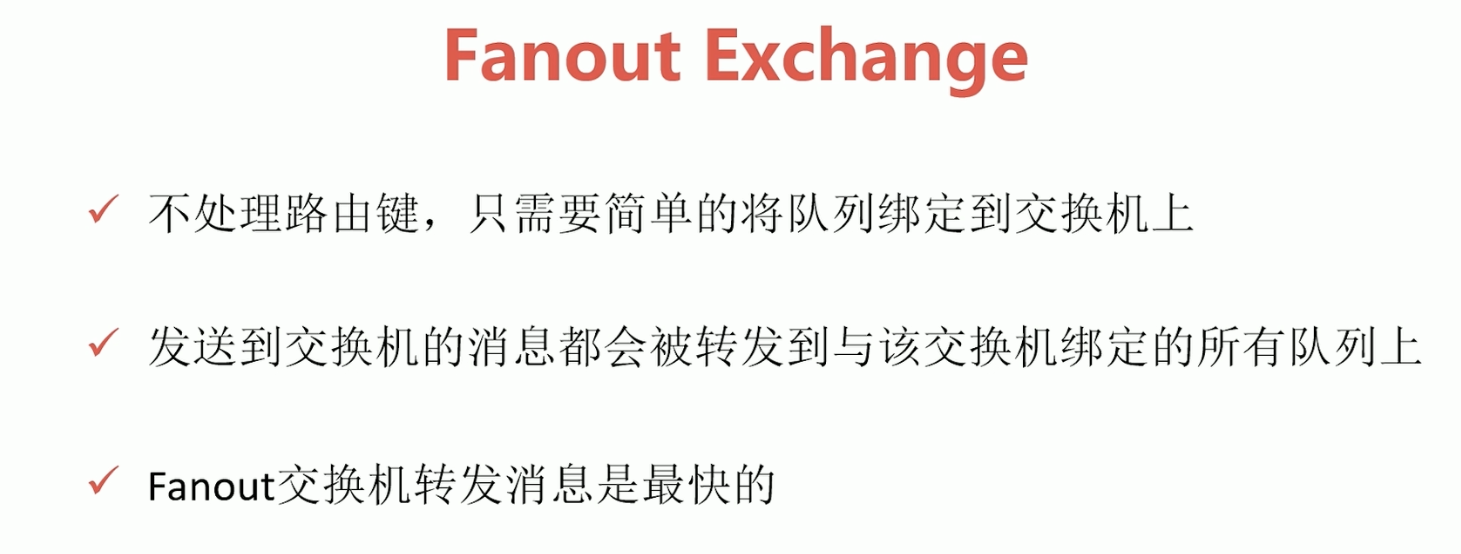 Fanout Exchange
✓ 不处理路由键，只需要简单的将队列绑定到交换机上
✓ 发送到交换机的消息都会被转发到与该交换机绑定的所有队列上
✓ Fanout交换机转发消息是最快的